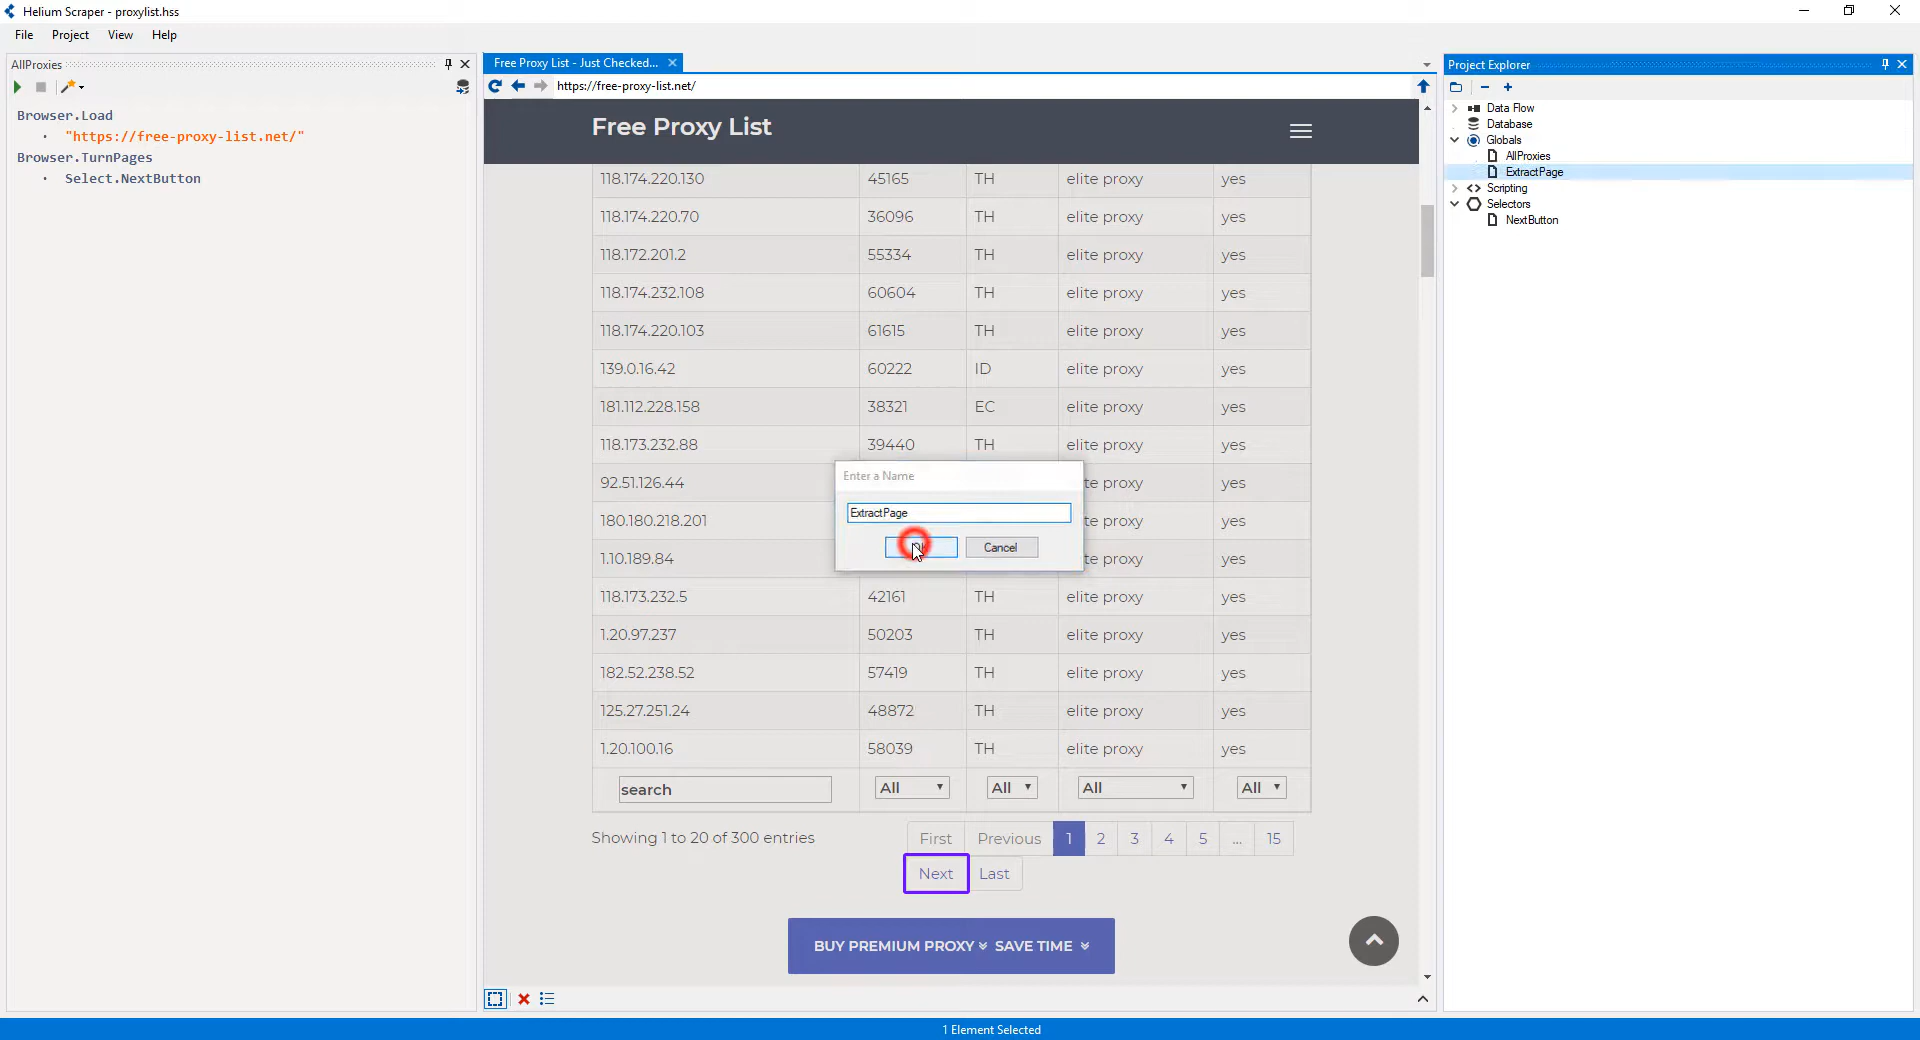 Helium Scraper - proxylist.hss
File Project View Help
AllProxies
Browser.Load
"https://free-proxy-list.net/"
Browser.TurnPages
Select.NextButton
Free Proxy List - Just Checked...
https://free-proxy-list.net/
Free Proxy List
118.174.220.130 45165 TH elite proxy yes
118.174.220.70 36096 TH elite proxy yes
118.172.201.2 55334 TH elite proxy yes
118.174.232.108 60604 TH elite proxy yes
118.174.220.103 61615 TH elite proxy yes
139.0.16.42 60222 ID elite proxy yes
181.112.228.158 38321 EC elite proxy yes
118.173.232.88 39440 TH elite proxy yes
92.51.126.44 te proxy yes
180.180.218.201 te proxy yes
1.10.189.84 te proxy yes
118.173.232.5 42161 TH elite proxy yes
1.20.97.237 50203 TH elite proxy yes
182.52.238.52 57419 TH elite proxy yes
125.27.251.24 48872 TH elite proxy yes
1.20.100.16 58039 TH elite proxy yes
search All All All All
Showing 1 to 20 of 300 entries
First Previous 1 2 3 4 5 ... 15
Next Last
BUY PREMIUM PROXY SAVE TIME
Enter a Name
ExtractPage
Cancel
Project Explorer
Data Flow
Database
Globals
AllProxies
ExtractPage
Scripting
Selectors
NextButton
1 Element Selected